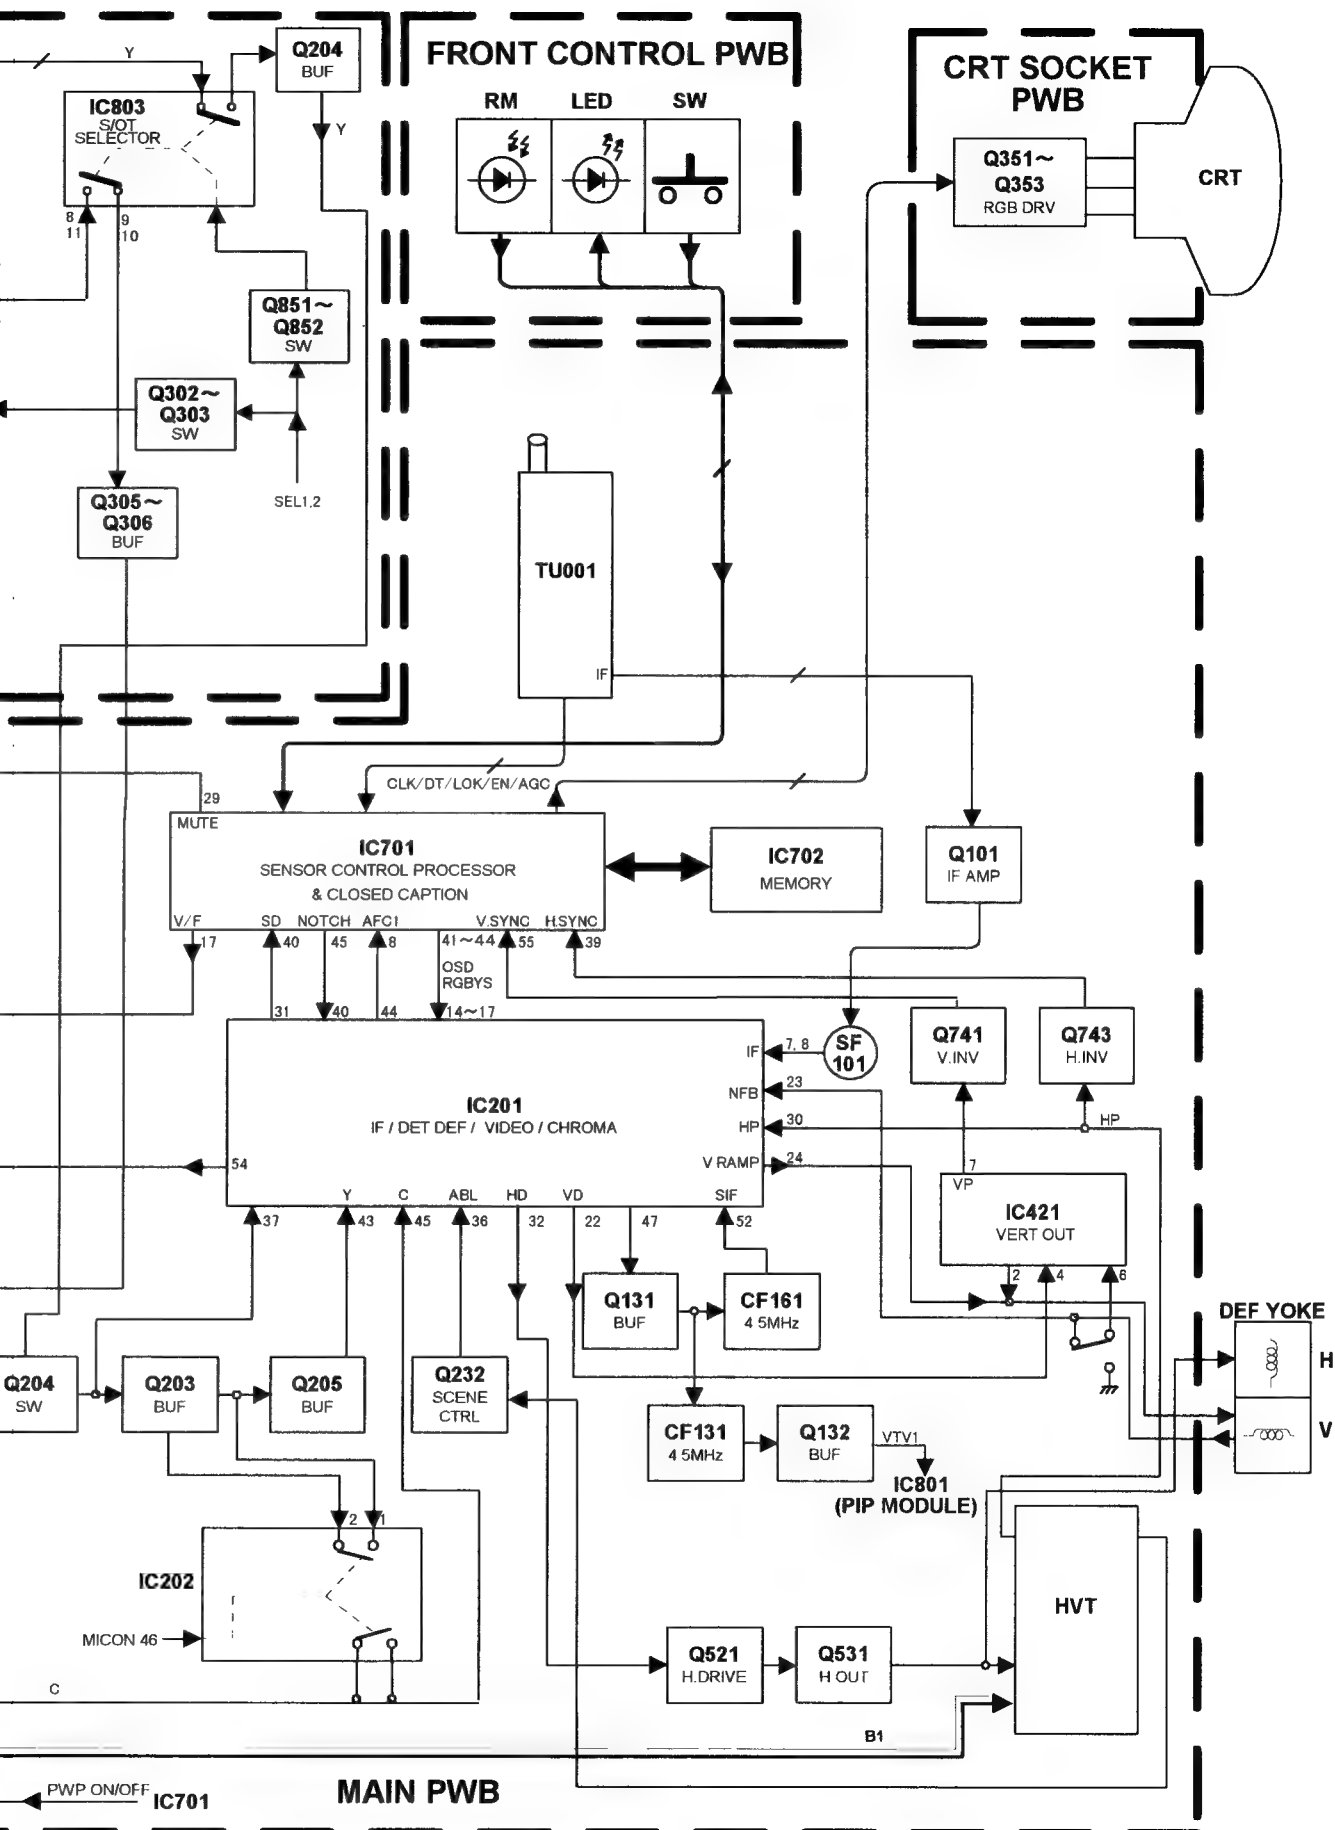 Y
Q204
BUF
Y
IC803
S/OT
SELECTOR
8
11
9
10
Q851~
Q852
SW
Q302~
Q303
SW
SEL1,2
Q305~
Q306
BUF
FRONT CONTROL PWB
RM
LED
SW
CRT SOCKET
PWB
Q351~
Q353
RGB DRV
CRT
TU001
IF
CLK/DT/LOK/EN/AGC
29
MUTE
IC701
SENSOR CONTROL PROCESSOR
& CLOSED CAPTION
V/F
SD
NOTCH
AFC1
V.SYNC
H.SYNC
17
40
45
8
41~44
55
39
OSD
RGBYS
31
40
44
14~17
IC702
MEMORY
Q101
IF AMP
SF
101
Q741
V.INV
Q743
H.INV
IC201
IF / DET DEF / VIDEO / CHROMA
IF
7, 8
NFB
23
HP
30
HP
V RAMP
24
54
Y
C
ABL
HD
VD
SIF
37
43
45
36
32
22
47
52
7
VP
IC421
VERT OUT
2
4
6
Q131
BUF
CF161
4 5MHz
DEF YOKE
H
V
Q204
SW
Q203
BUF
Q205
BUF
Q232
SCENE
CTRL
CF131
4 5MHz
Q132
BUF
VTV1
IC801
(PIP MODULE)
2
1
IC202
MICON 46
C
Q521
H.DRIVE
Q531
H OUT
HVT
B1
PWP ON/OFF
IC701
MAIN PWB